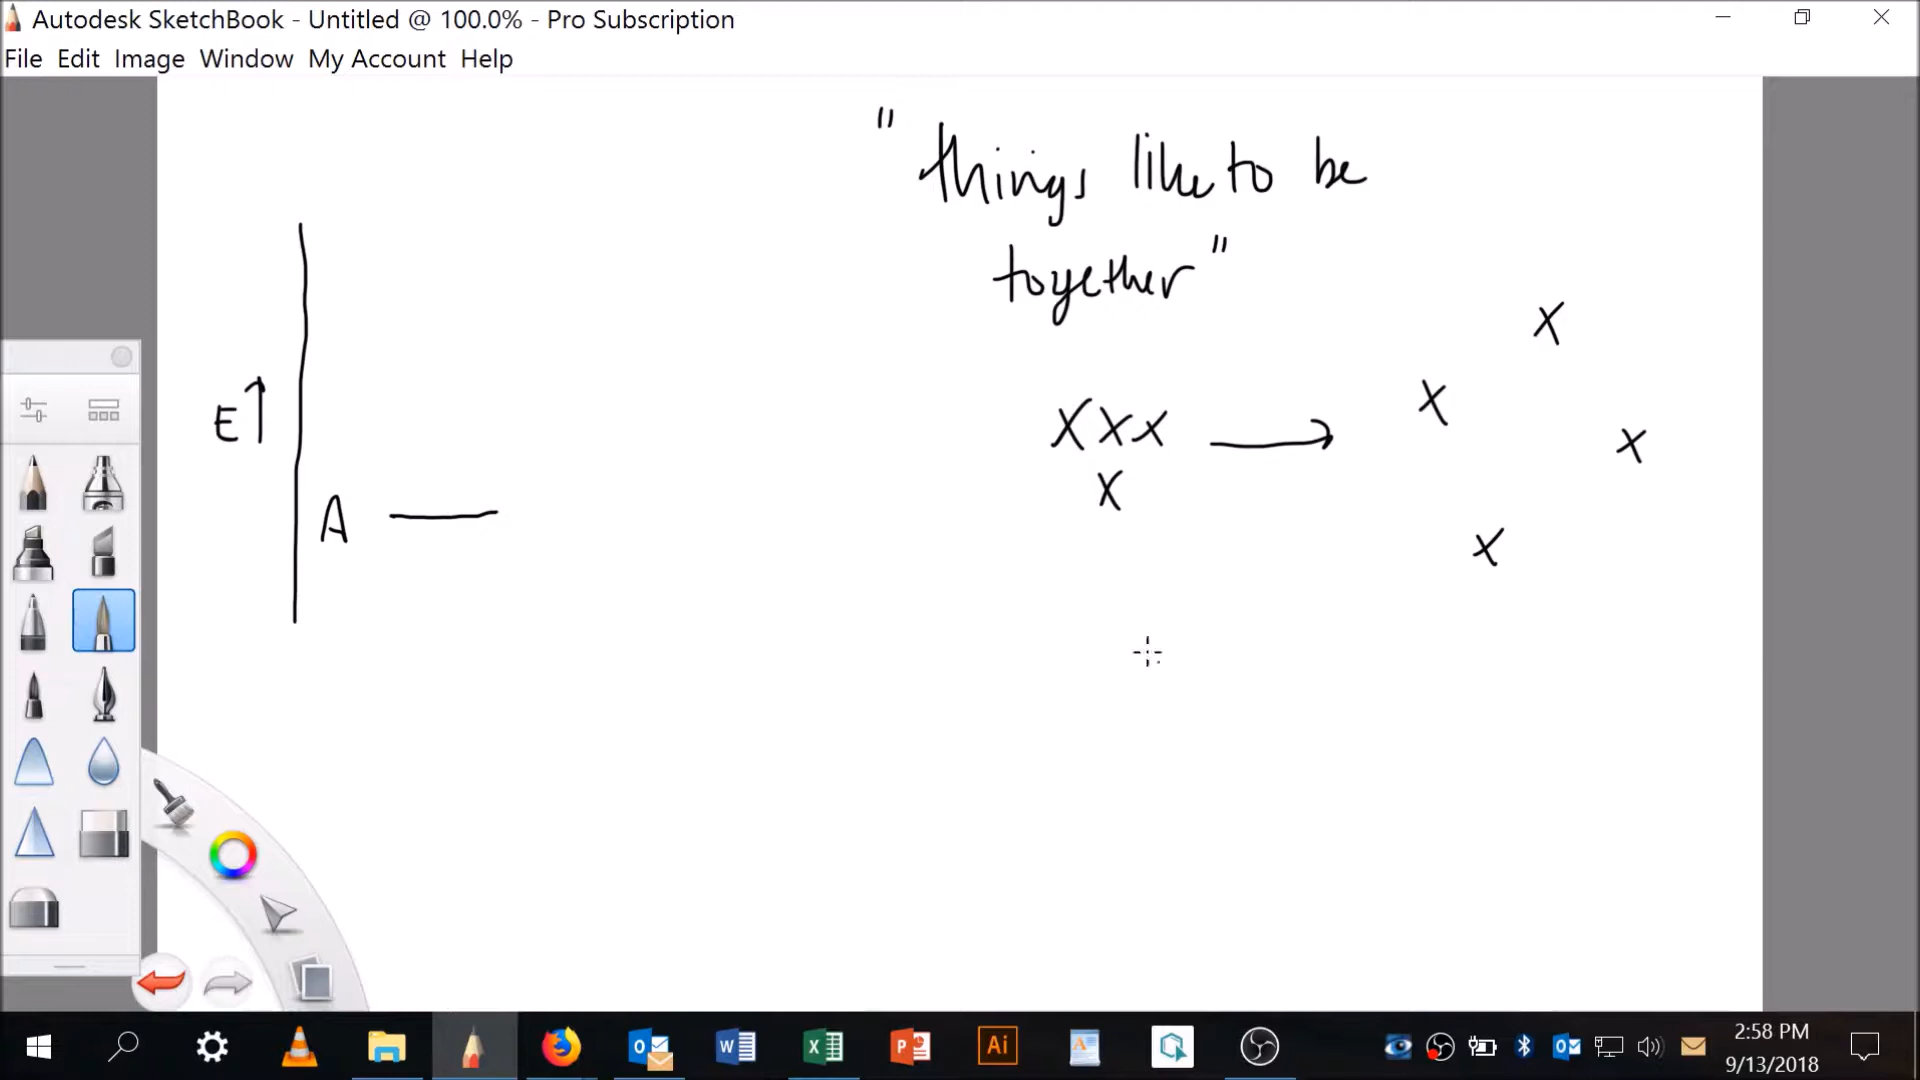 Autodesk SketchBook - Untitled @ 100.0% - Pro Subscription
File Edit Image Window My Account Help
"things like to be
together"
E↑
A
X X X → X X X X
X
Ai
2:58 PM
9/13/2018